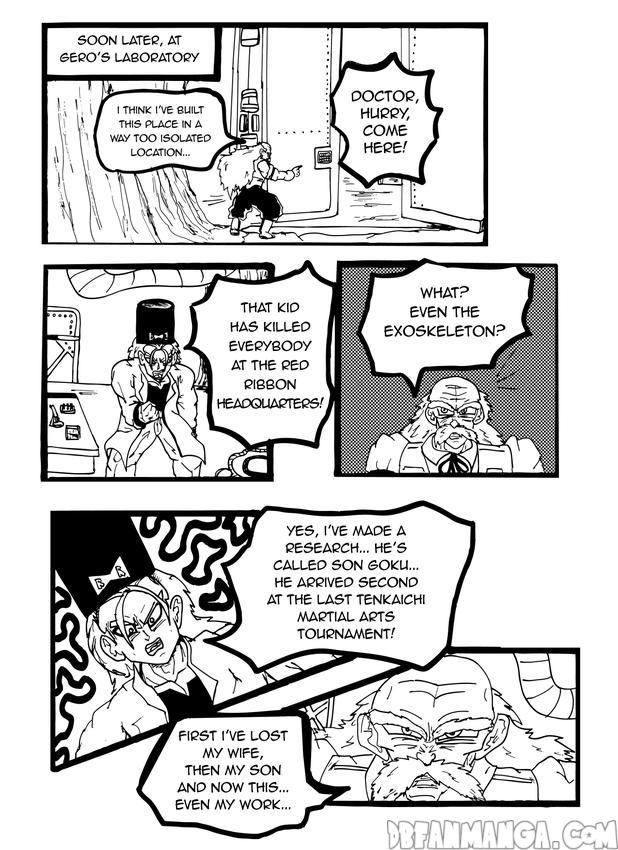 SOON LATER, AT
GERO'S LABORATORY
I THINK I'VE BUILT
THIS PLACE IN A
WAY TOO ISOLATED
LOCATION...
DOCTOR,
HURRY,
COME
HERE!
THAT KID
HAS KILLED
EVERYBODY
AT THE RED
RIBBON
HEADQUARTERS!
WHAT?
EVEN THE
EXOSKELETON?
YES, I'VE MADE A
RESEARCH... HE'S
CALLED SON GOKU...
HE ARRIVED SECOND
AT THE LAST TENKAICHI
MARTIAL ARTS
TOURNAMENT!
FIRST I'VE LOST
MY WIFE,
THEN MY SON
AND NOW THIS...
EVEN MY WORK...
DBFANMANGA.COM